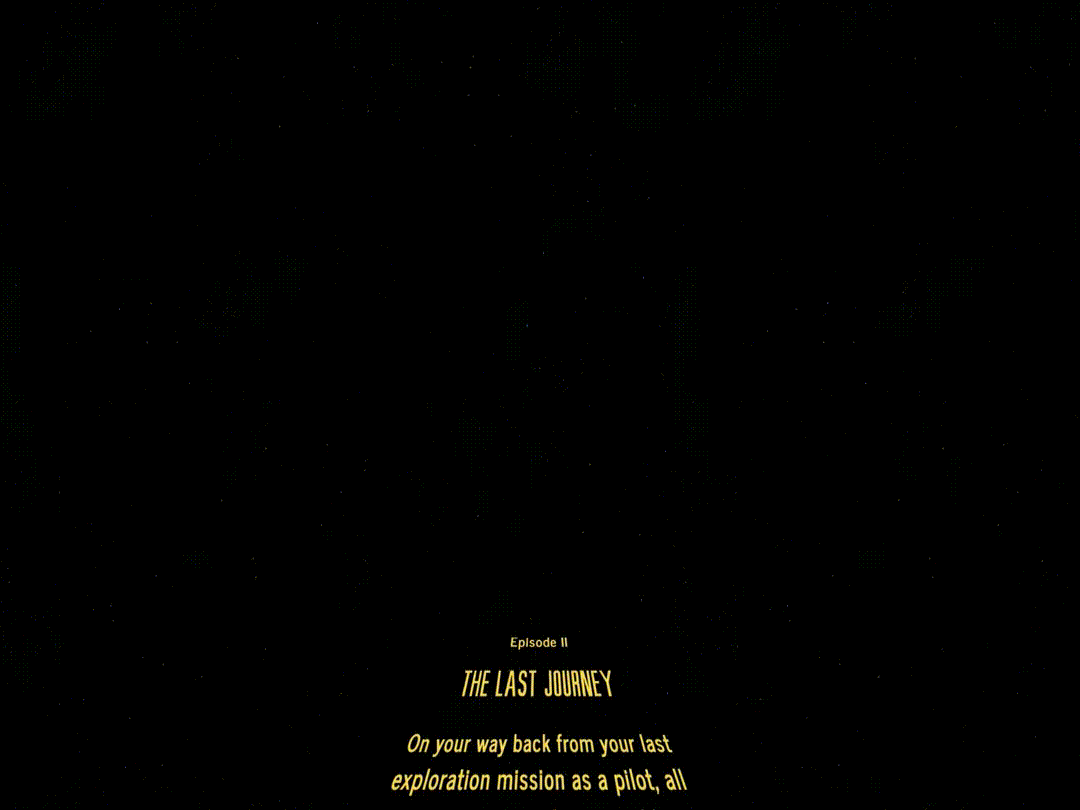 Episode II
THE LAST JOURNEY
On your way back from your last
exploration mission as a pilot, all